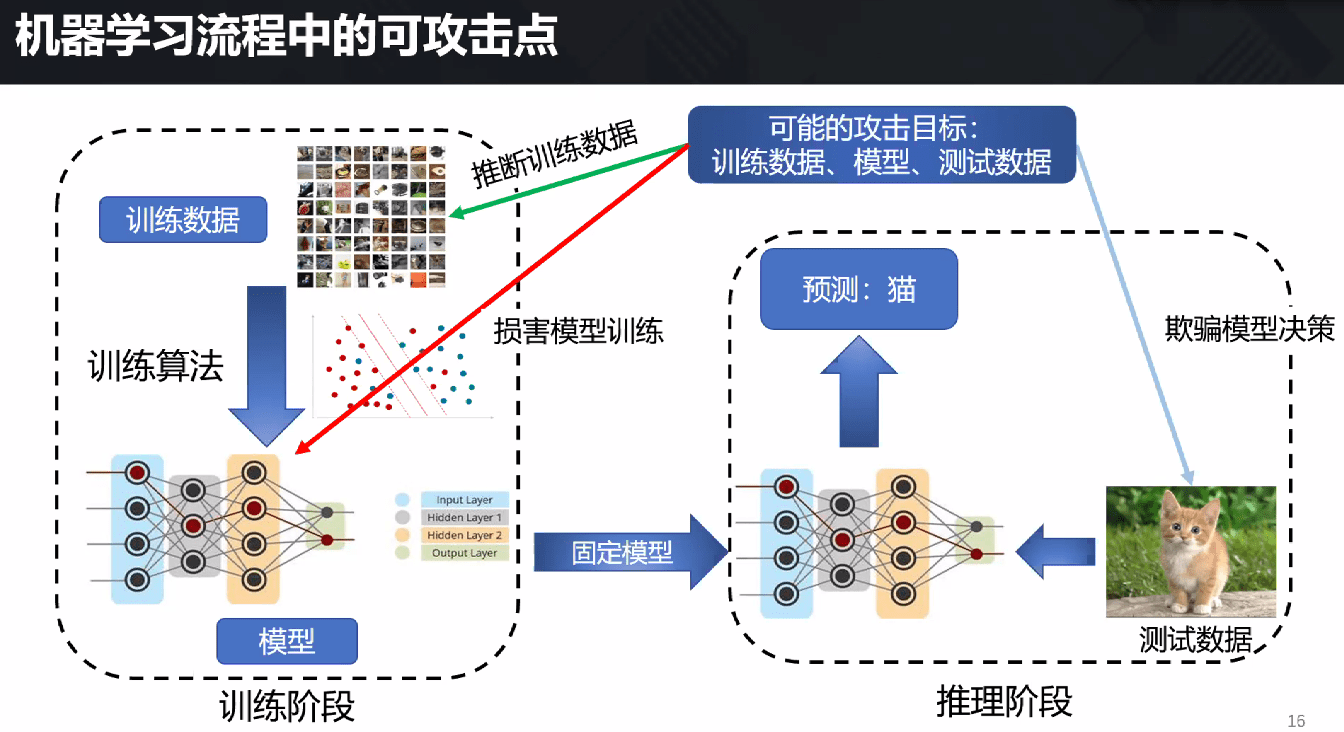 机器学习流程中的可攻击点
可能的攻击目标：
训练数据、模型、测试数据
推断训练数据
训练数据
损害模型训练
训练算法
Input Layer
Hidden Layer 1
Hidden Layer 2
Output Layer
模型
训练阶段
固定模型
预测：猫
欺骗模型决策
测试数据
推理阶段
16